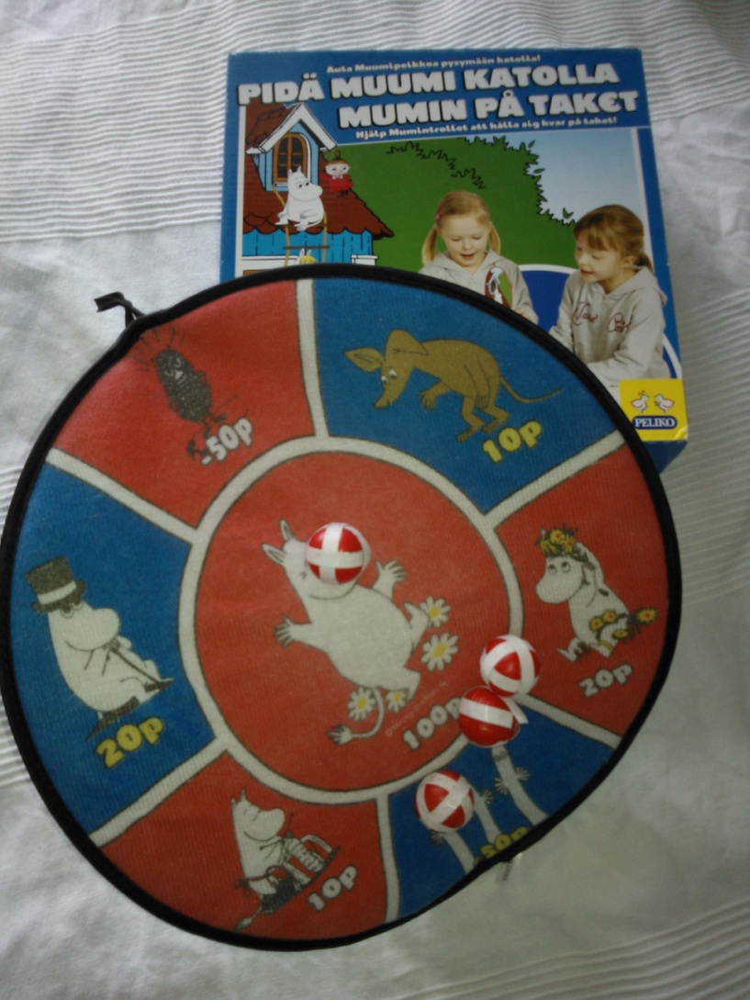 Auta Muumipeikkoa pysymään katolla!
PIDÄ MUUMI KATOLLA
MUMIN PÅ TAKET
Hjälp Mumintrollet att hålla sig kvar på taket!
PELIKO
-50p
10p
20p
20p
100p
10p
50p